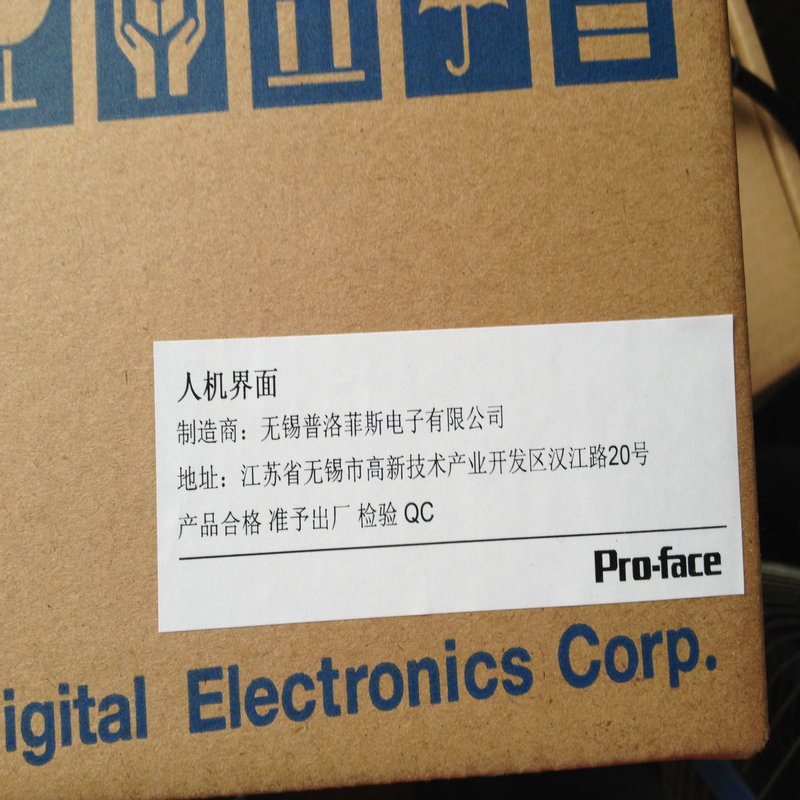 人机界面
制造商：无锡普洛菲斯电子有限公司
地址：江苏省无锡市高新技术产业开发区汉江路20号
产品合格 准予出厂 检验 QC
Pro-face
igital Electronics Corp.